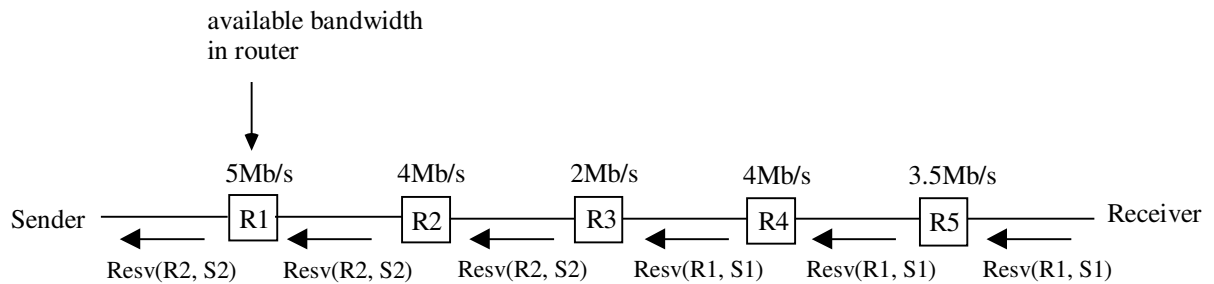 available bandwidth
in router
5Mb/s 4Mb/s 2Mb/s 4Mb/s 3.5Mb/s
Sender R1 R2 R3 R4 R5 Receiver
Resv(R2, S2) Resv(R2, S2) Resv(R2, S2) Resv(R1, S1) Resv(R1, S1) Resv(R1, S1)